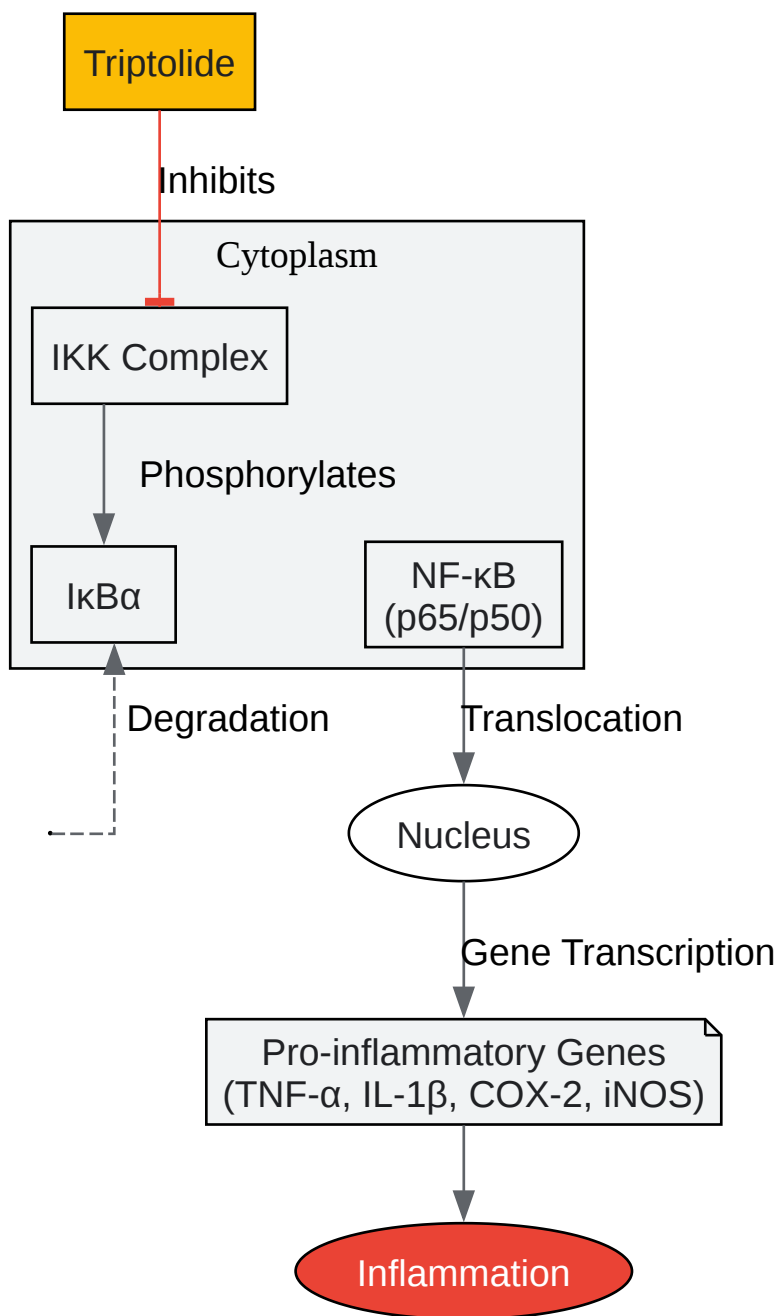 Triptolide
Inhibits
Cytoplasm
IKK Complex
Phosphorylates
IκBα
NF-κB
(p65/p50)
Degradation
Translocation
Nucleus
Gene Transcription
Pro-inflammatory Genes
(TNF-α, IL-1β, COX-2, iNOS)
Inflammation